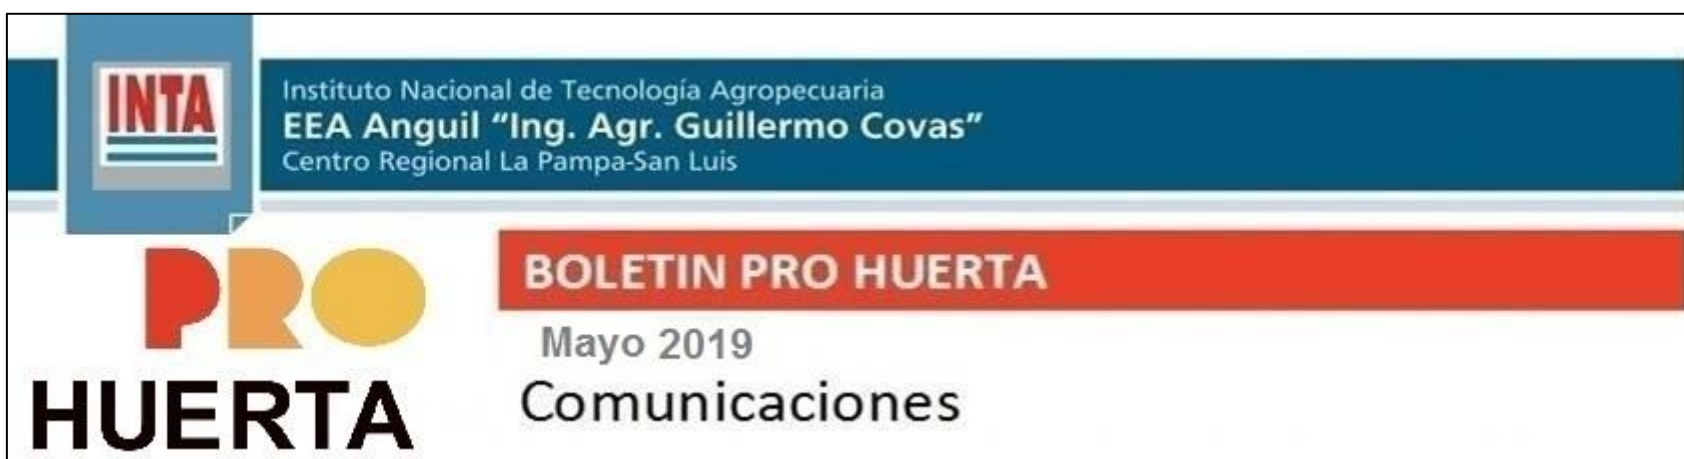 INTA
Instituto Nacional de Tecnología Agropecuaria
EEA Anguil “Ing. Agr. Guillermo Covas”
Centro Regional La Pampa-San Luis
PRO
HUERTA
BOLETIN PRO HUERTA
Mayo 2019
Comunicaciones